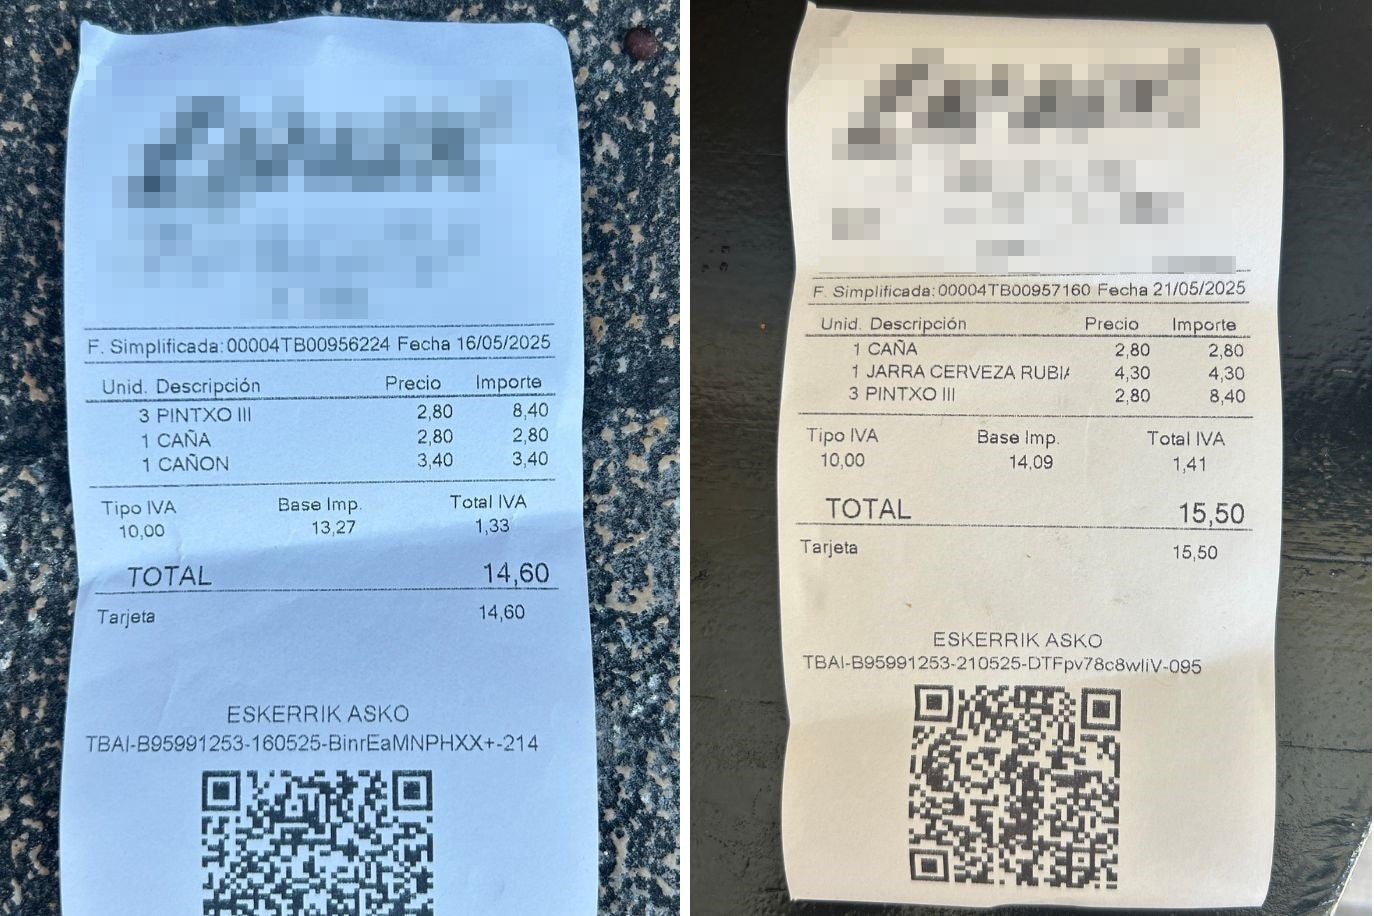 F. Simplificada: 00004TB00956224 Fecha 16/05/2025
Unid. Descripción Precio Importe
3 PINTXO III 2,80 8,40
1 CAÑA 2,80 2,80
1 CAÑON 3,40 3,40
Tipo IVA Base Imp. Total IVA
10,00 13,27 1,33
TOTAL 14,60
Tarjeta 14,60
ESKERRIK ASKO
TBAI-B95991253-160525-BinrEaMNPHXX+-214
F. Simplificada: 00004TB00957160 Fecha 21/05/2025
Unid. Descripción Precio Importe
1 CAÑA 2,80 2,80
1 JARRA CERVEZA RUBIA 4,30 4,30
3 PINTXO III 2,80 8,40
Tipo IVA Base Imp. Total IVA
10,00 14,09 1,41
TOTAL 15,50
Tarjeta 15,50
ESKERRIK ASKO
TBAI-B95991253-210525-DTFpv78c8wIiV-095